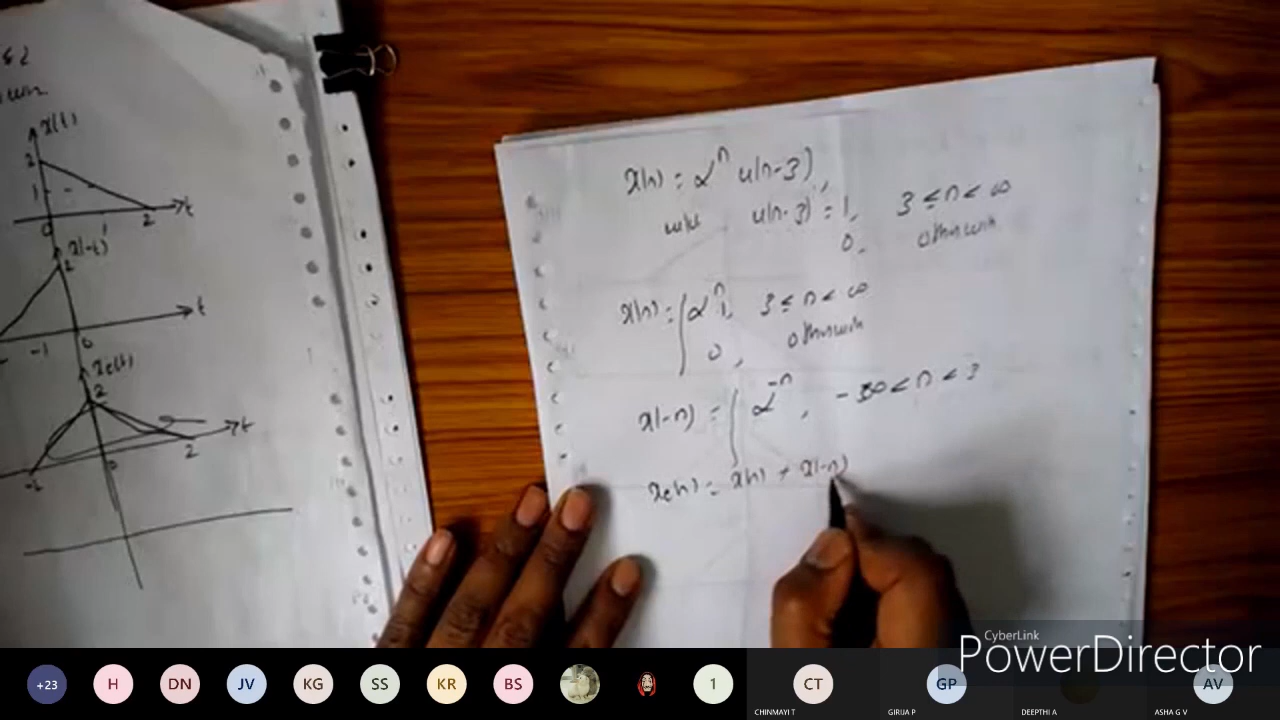 x(t)
2
1
0
1
2
t
x(-t)
2
t
-1
0
xe(t)
2
t
0
2
x(n) = α^n u(n-3),
u(n-3) = 1, 3 ≤ n < ∞
0, otherwise
x(n) = { α^n 1, 3 ≤ n < ∞
0, otherwise
x(-n) = { α^-n, -∞ < n < 3
xe(n) = x(n) + x(-n)
CyberLink
PowerDirector
+23
H
DN
JV
KG
SS
KR
BS
1
CT
GP
AV
CHINMAYI T
GIRIJA P
DEEPTHI A
ASHA G V